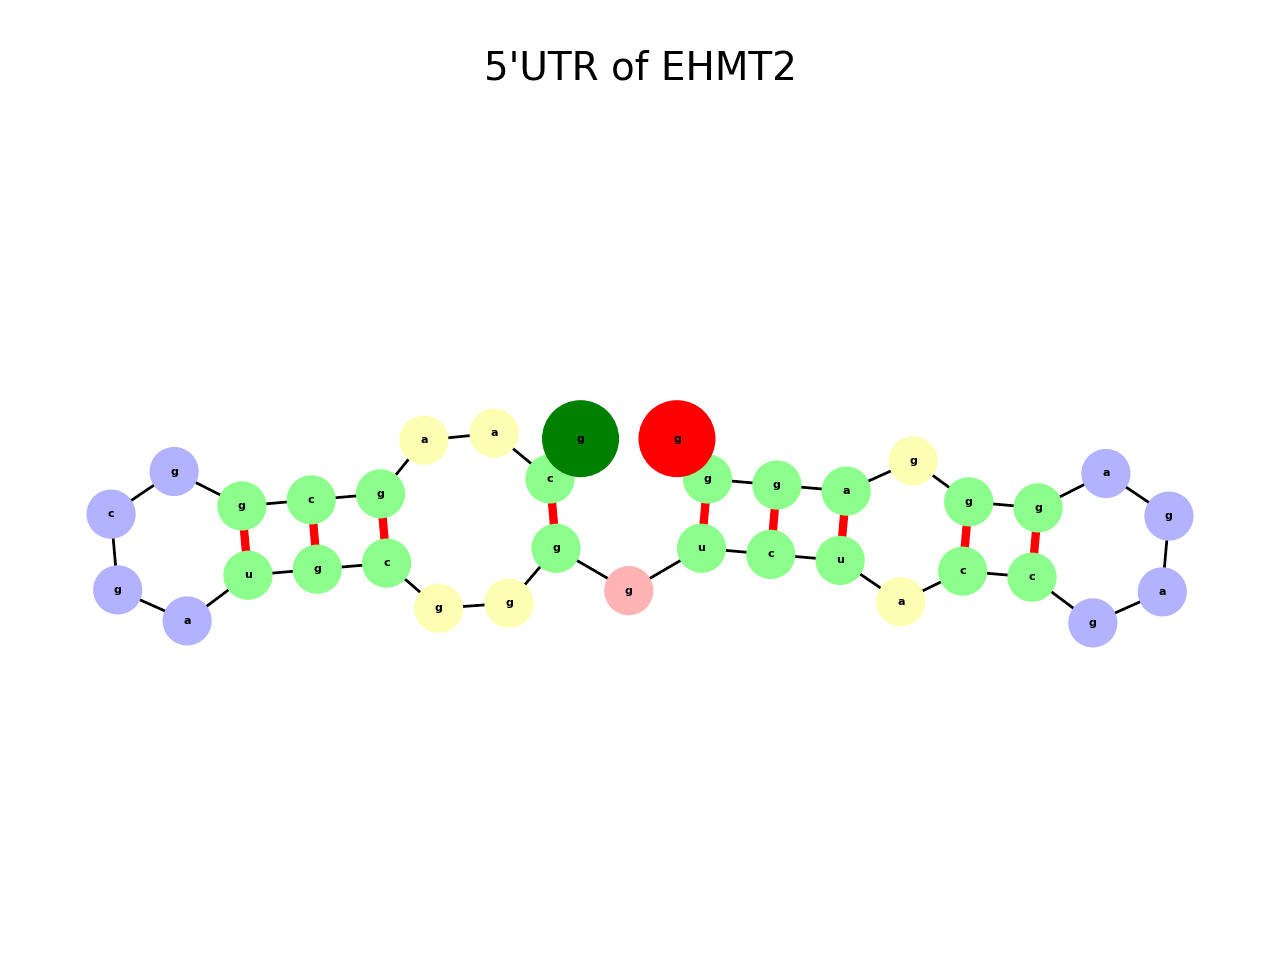 5'UTR of EHMT2
g g
a a c g g a g g a
g g c g g a g g g a g
c g u c u c c
g a u g c g g g u a g a